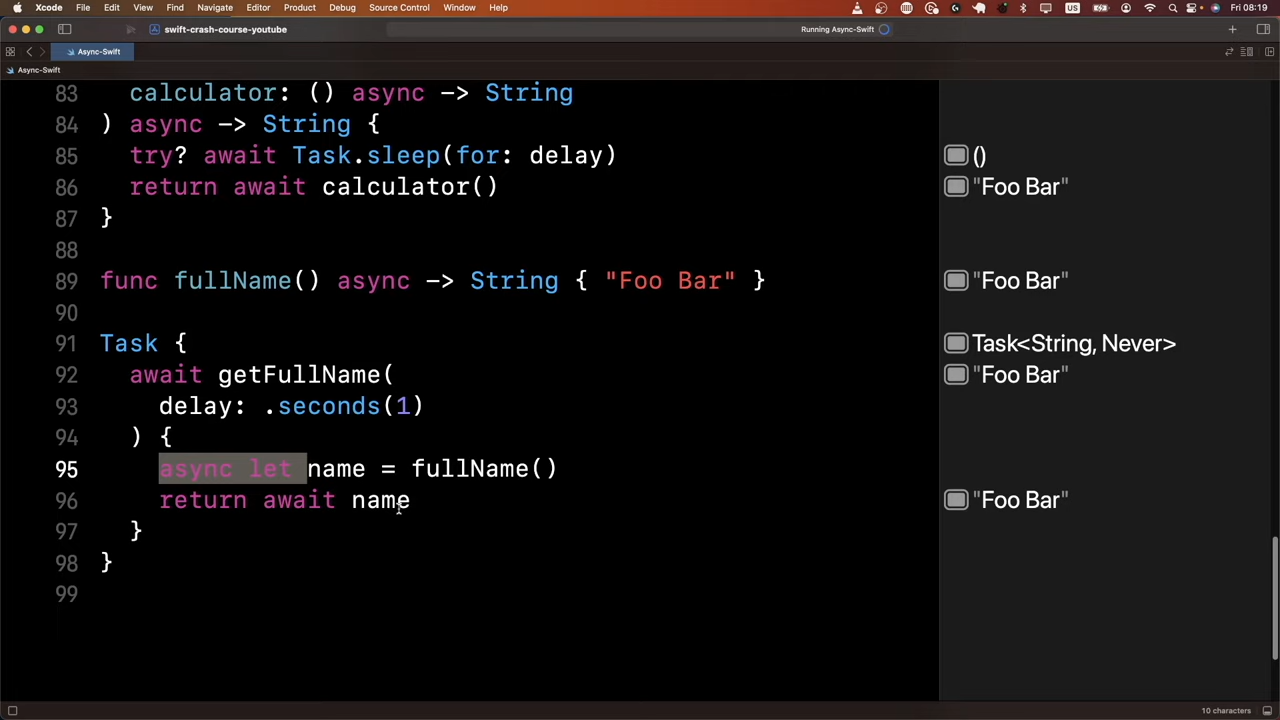 Xcode File Edit View Find Navigate Editor Product Debug Source Control Window Help US Fri 08:19
swift-crash-course-youtube Running Async-Swift
Async-Swift
Async-Swift
83 calculator: () async -> String
84 ) async -> String {
85 try? await Task.sleep(for: delay) ()
86 return await calculator() "Foo Bar"
87 }
88
89 func fullName() async -> String { "Foo Bar" } "Foo Bar"
90
91 Task { Task<String, Never>
92 await getFullName( "Foo Bar"
93 delay: .seconds(1)
94 ) {
95 async let name = fullName()
96 return await name "Foo Bar"
97 }
98 }
99
10 characters